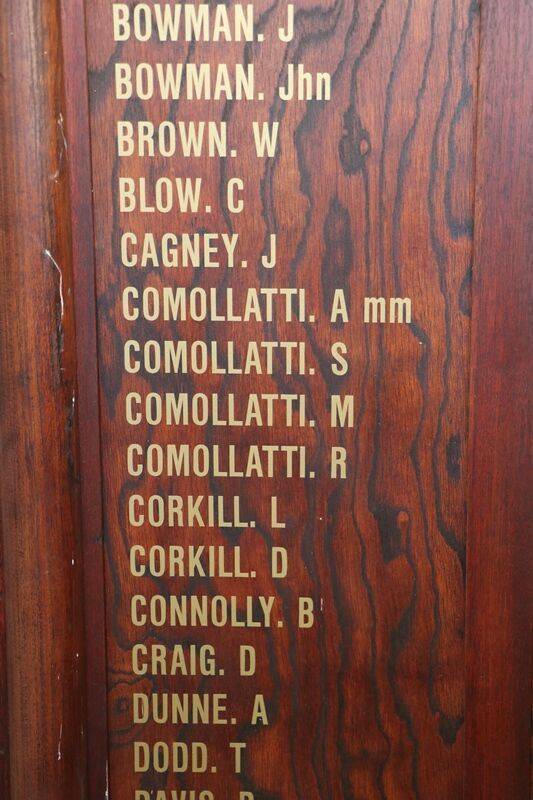 BOWMAN. J
BOWMAN. Jhn
BROWN. W
BLOW. C
CAGNEY. J
COMOLLATTI. A mm
COMOLLATTI. S
COMOLLATTI. M
COMOLLATTI. R
CORKILL. L
CORKILL. D
CONNOLLY. B
CRAIG. D
DUNNE. A
DODD. T